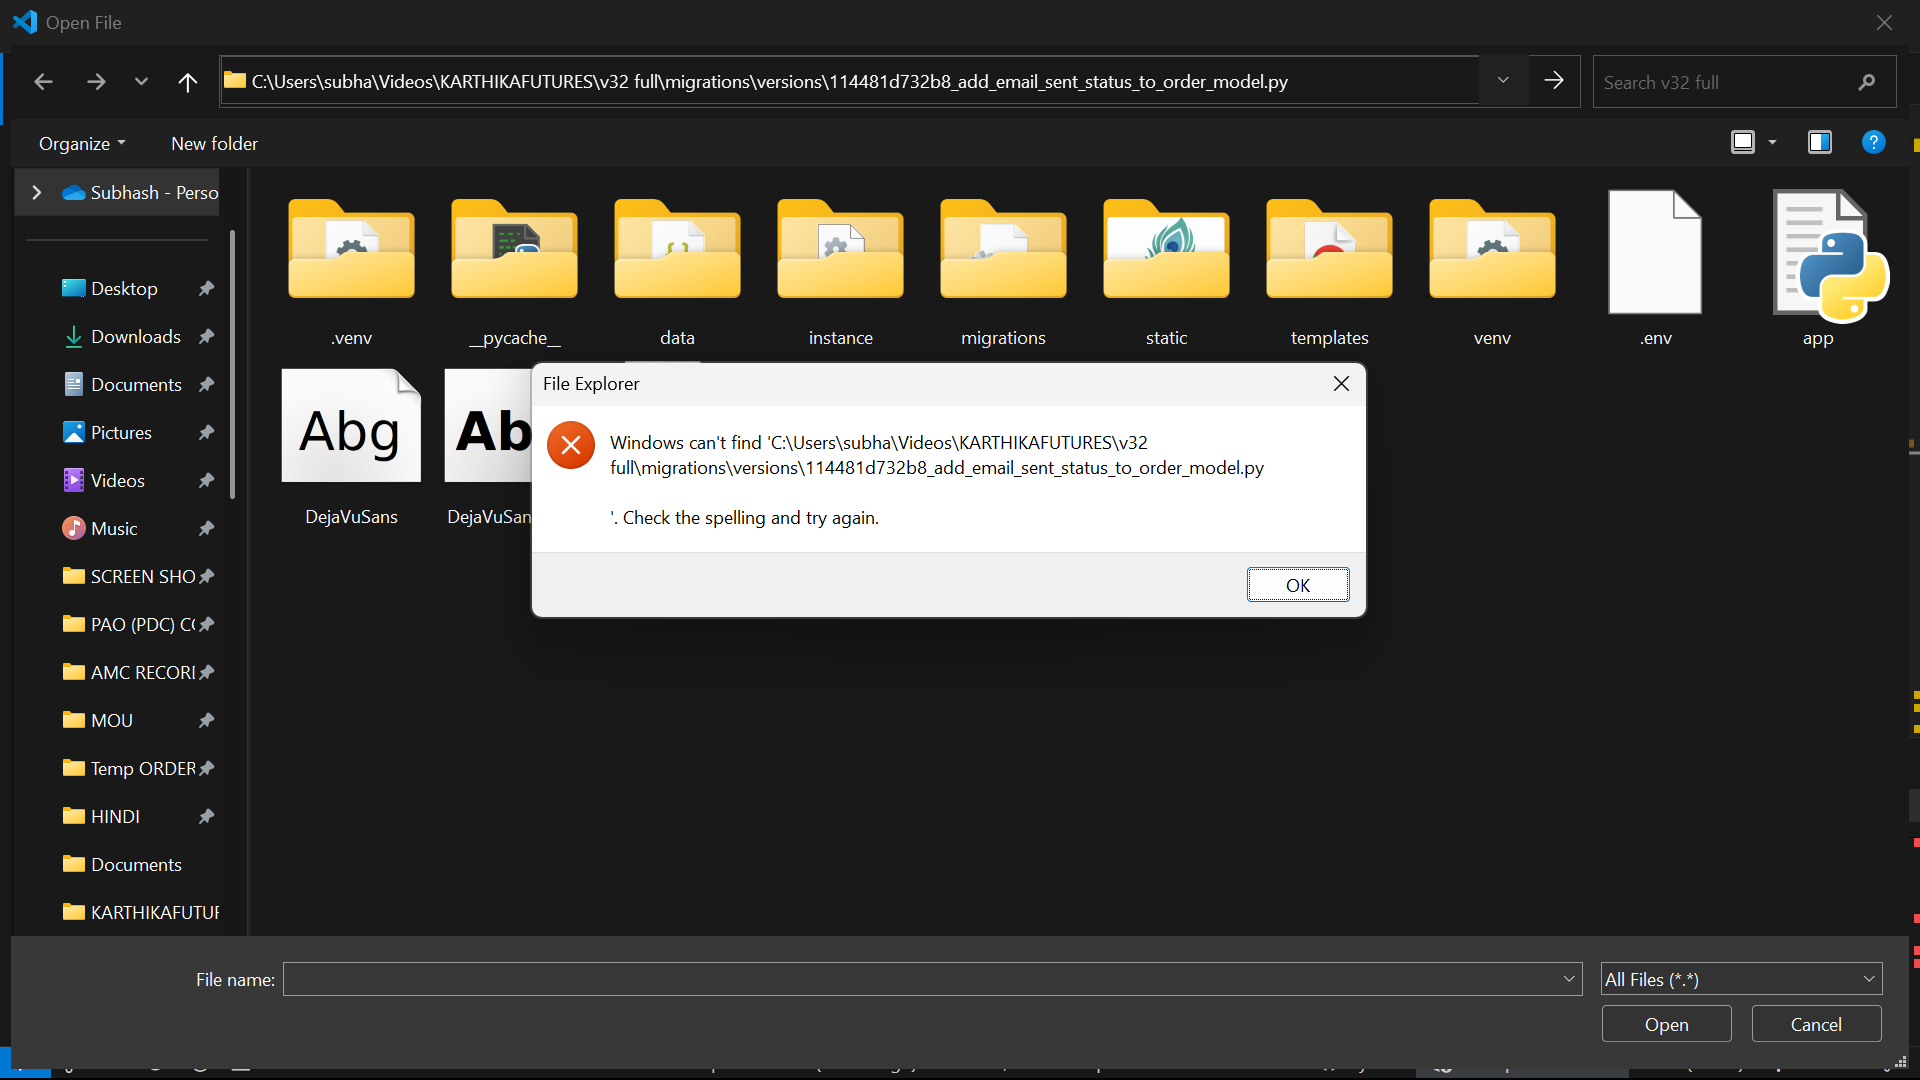 Open File
C:\Users\subha\Videos\KARTHIKAFUTURES\v32 full\migrations\versions\114481d732b8_add_email_sent_status_to_order_model.py
Search v32 full
Organize
New folder
Subhash - Perso
Desktop
Downloads
Documents
Pictures
Videos
Music
SCREEN SHO
PAO (PDC) C
AMC RECOR
MOU
Temp ORDER
HINDI
Documents
KARTHIKAFUTUR
.venv
__pycache__
data
instance
migrations
static
templates
venv
.env
app
Abg
DejaVuSans
Ab
DejaVuSan
File Explorer
Windows can't find 'C:\Users\subha\Videos\KARTHIKAFUTURES\v32
full\migrations\versions\114481d732b8_add_email_sent_status_to_order_model.py
'. Check the spelling and try again.
OK
File name:
All Files (*.*)
Open
Cancel